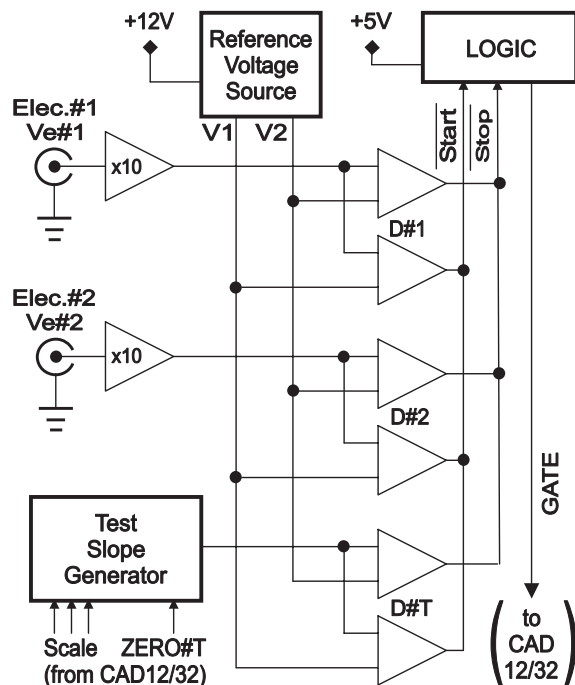 +12V
Reference
Voltage
Source
+5V
LOGIC
Elec.#1
Ve#1
V1 V2
Start
Stop
x10
D#1
Elec.#2
Ve#2
x10
D#2
GATE
Test
Slope
Generator
D#T
Scale ZERO#T
(from CAD12/32)
(to
CAD
12/32)